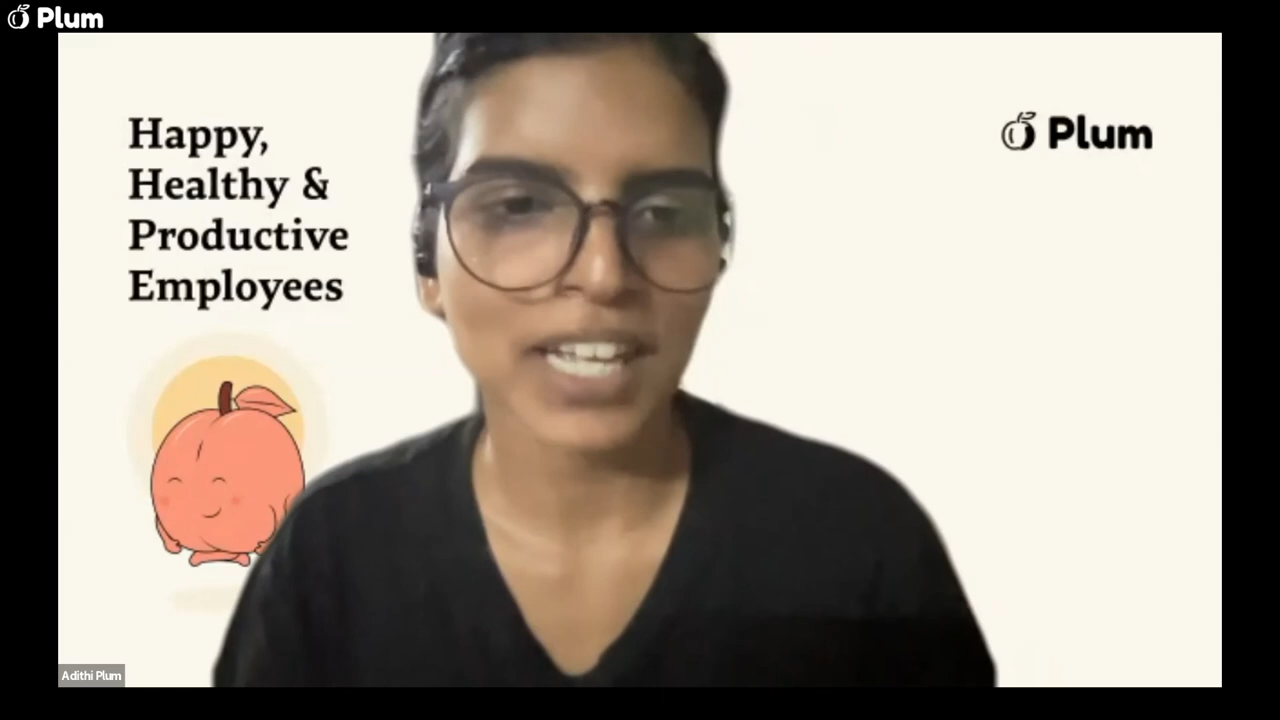 Plum
Happy,
Healthy &
Productive
Employees
Plum
Adithi Plum